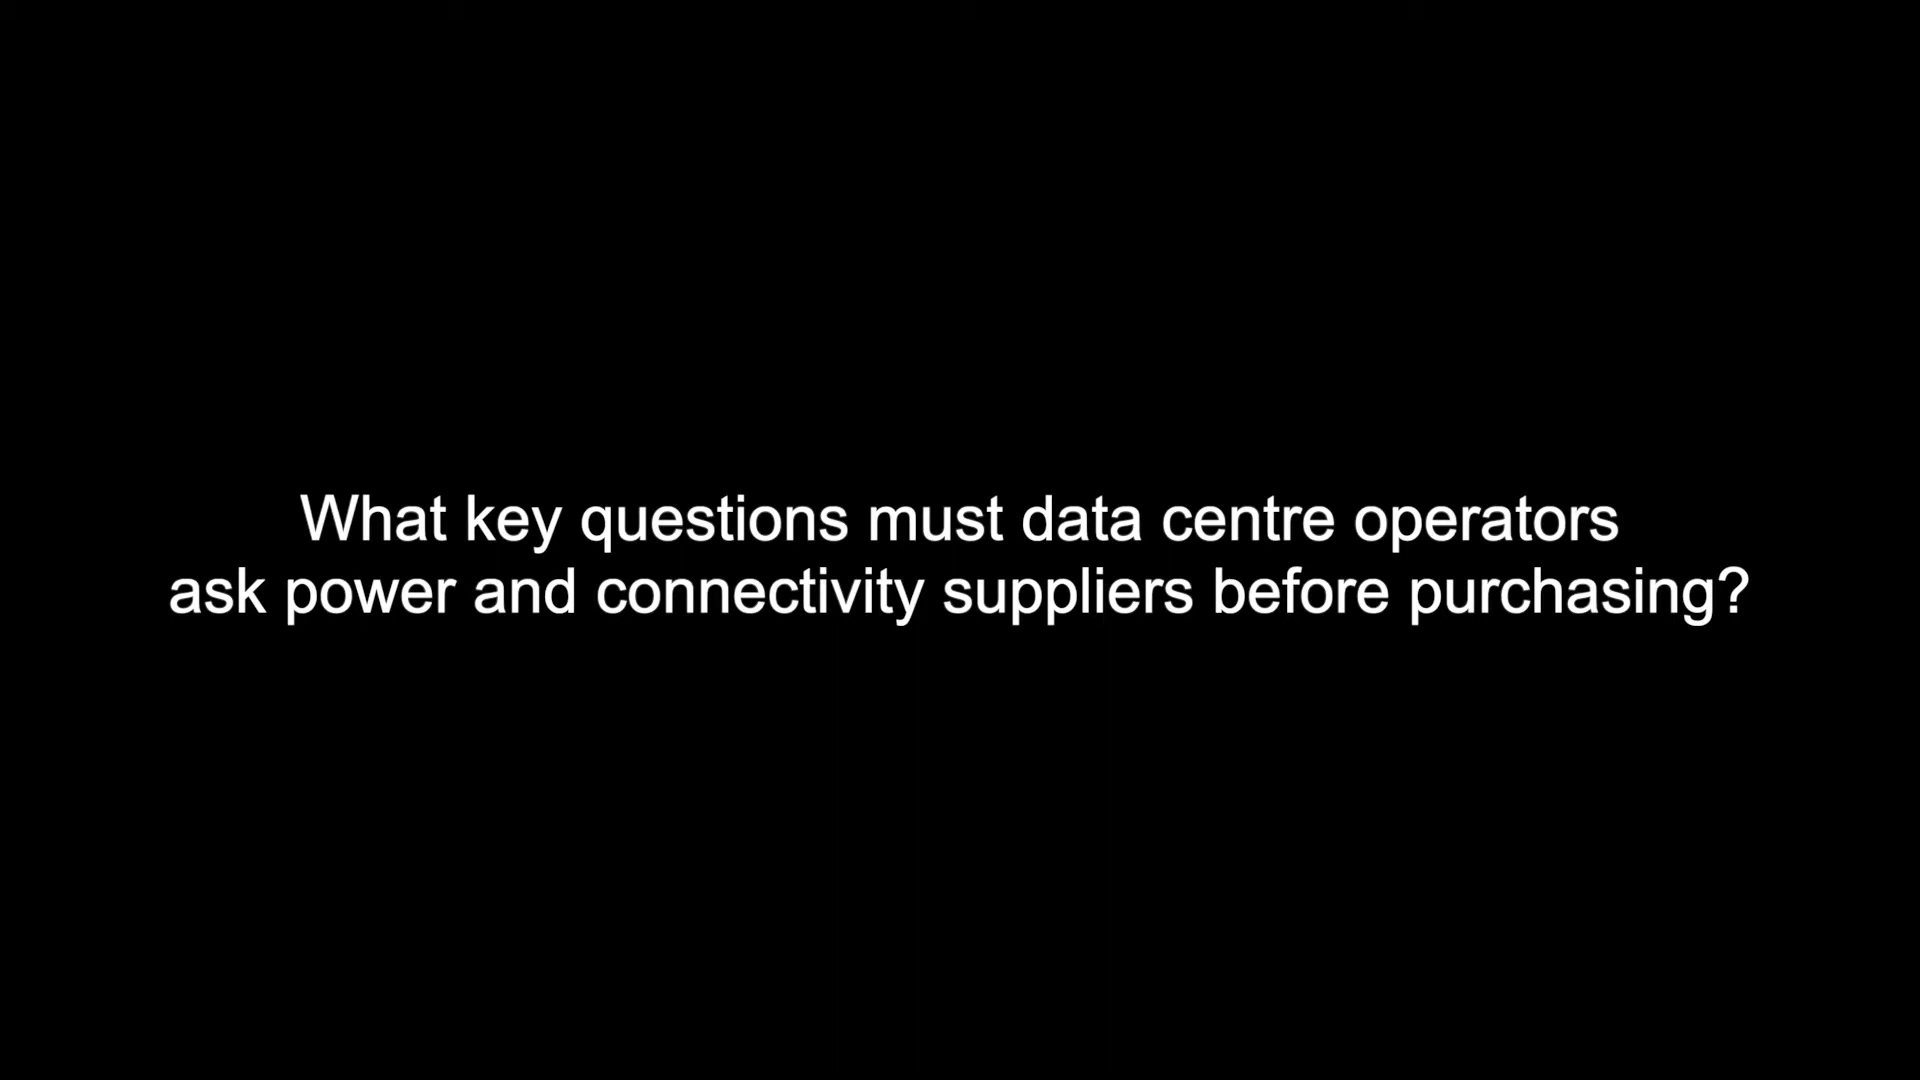 What key questions must data centre operators
ask power and connectivity suppliers before purchasing?